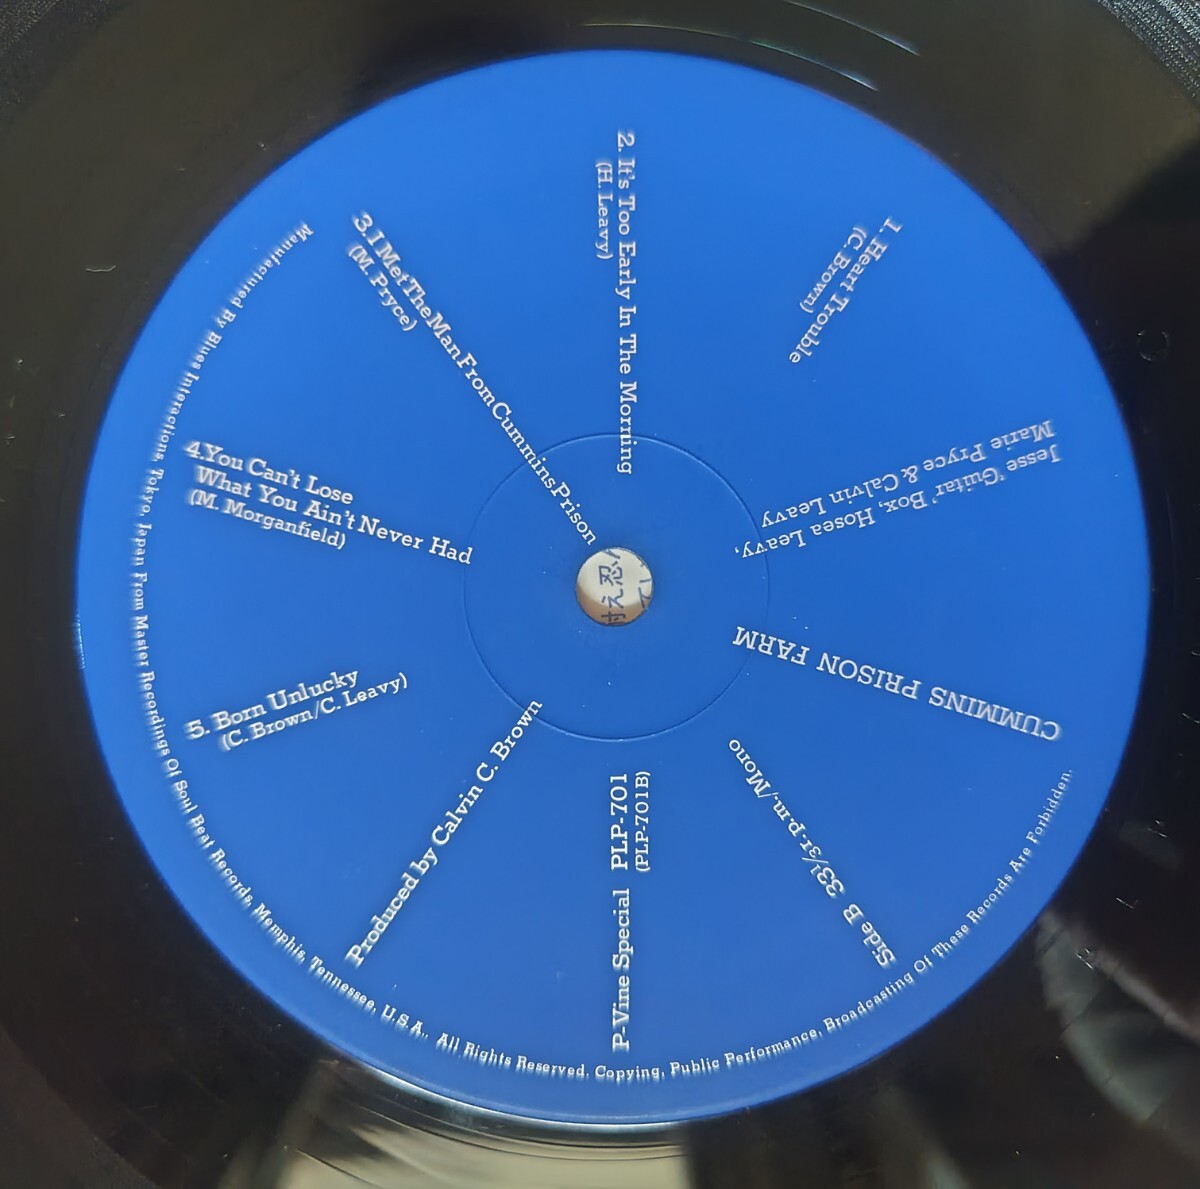 CUMMINS PRISON FARM
Jesse 'Guitar' Box, Hosea Leavy,
Marie Pryce & Calvin Leavy
1. Heart Trouble
(C. Brown)
2. It's Too Early In The Morning
(H. Leavy)
3. I Met The Man From Cummins Prison
(M. Pryce)
4. You Can't Lose
What You Ain't Never Had
(M. Morganfield)
5. Born Unlucky
(C. Brown/C. Leavy)
Produced by Calvin C. Brown
P-Vine Special PLP-701
(PLP-701B)
Side B 33⅓r.p.m./Mono
Manufactured By Blues Interactions, Tokyo, Japan From Master Recordings Of Soul Beat Records, Memphis, Tennessee, U.S.A.. All Rights Reserved. Copying, Public Performance, Broadcasting Of These Records Are Forbidden.